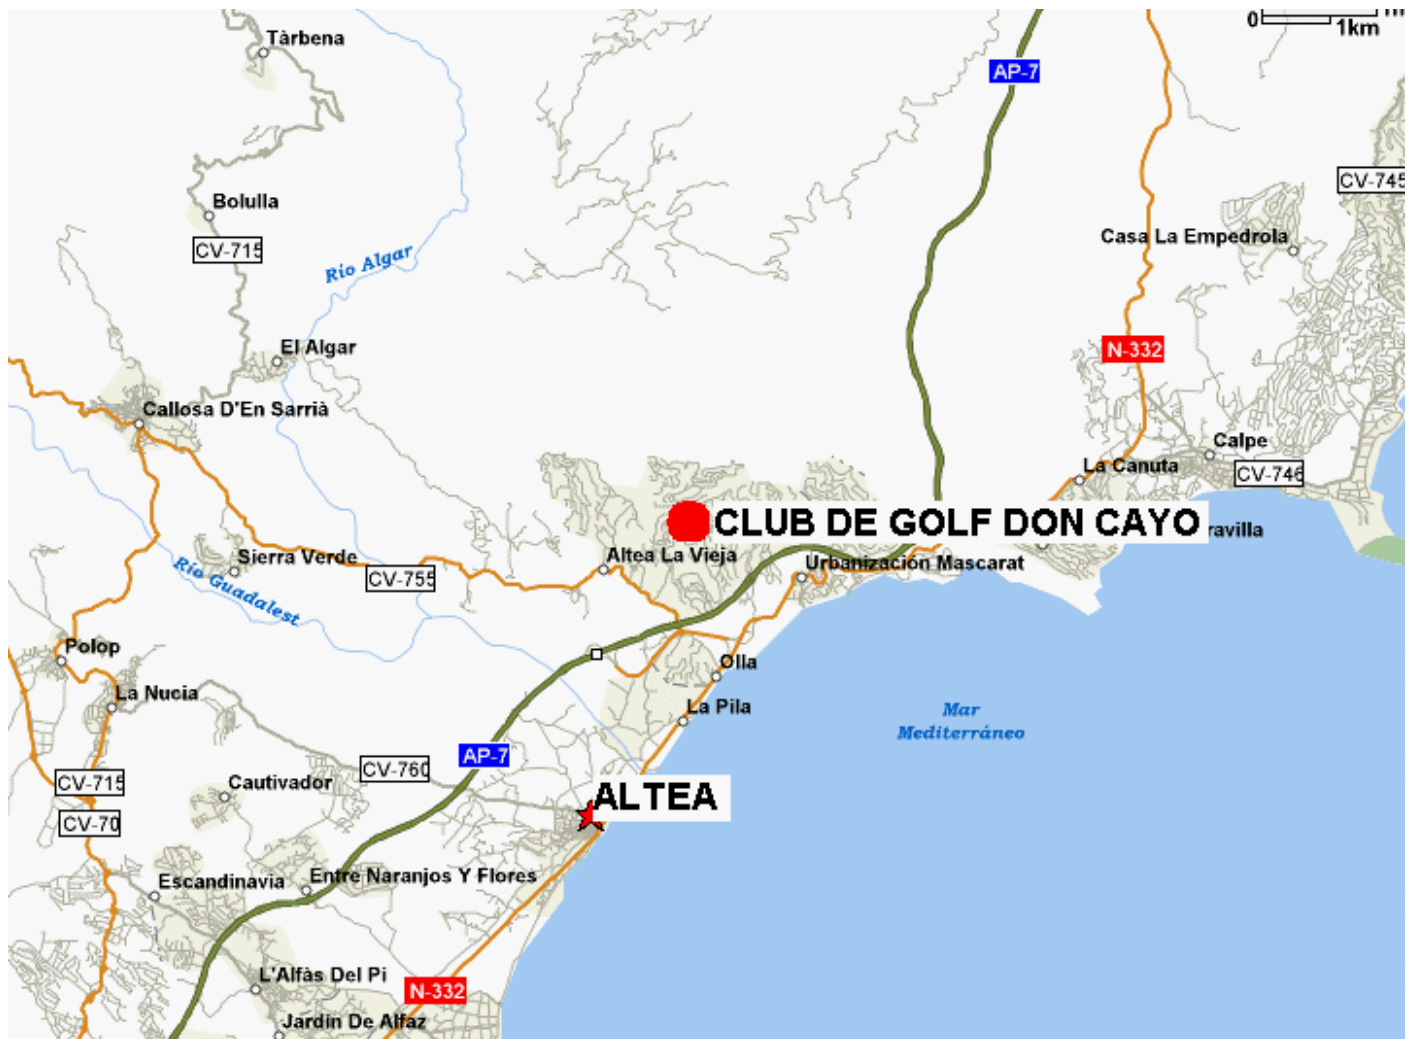 0
1km
Tàrbena
AP-7
CV-745
Bolulla
CV-715
Río Algar
Casa La Empedrola
El Algar
N-332
Callosa D'En Sarrià
Calpe
La Canuta
CV-746
CLUB DE GOLF DON CAYO
ravilla
Altea La Vieja
Sierra Verde
Urbanización Mascarat
CV-755
Río Guadalest
Polop
Olla
La Nucia
La Pila
Mar
Mediterráneo
AP-7
CV-760
CV-715
Cautivador
ALTEA
CV-70
Escandinavia
Entre Naranjos Y Flores
L'Alfàs Del Pi
N-332
Jardín De Alfaz